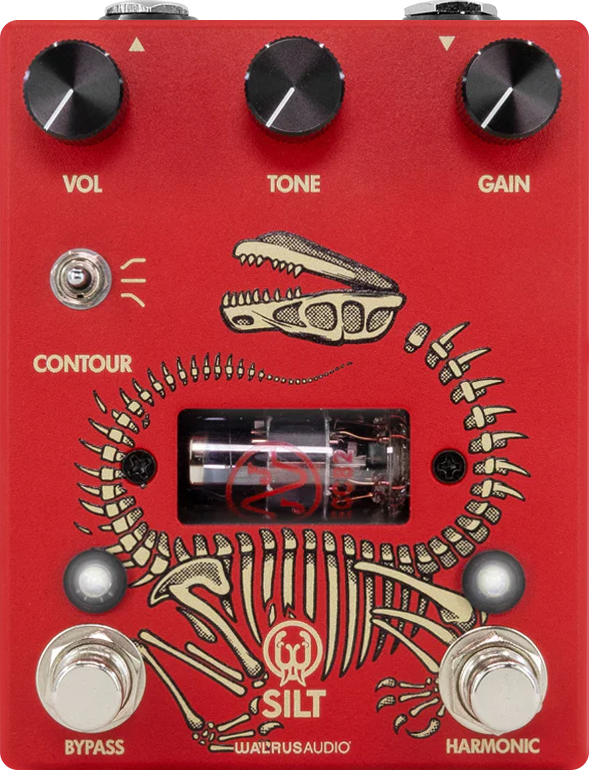 VOL
TONE
GAIN
CONTOUR
SILT
BYPASS
WALRUSAUDIO
HARMONIC